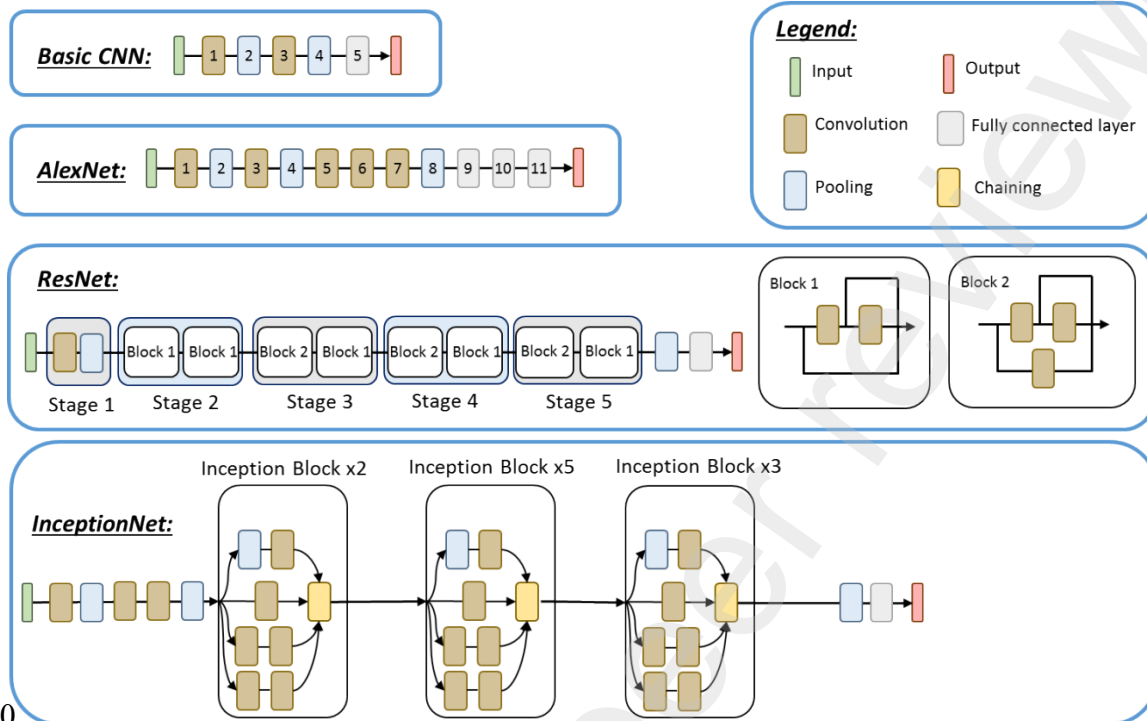 Basic CNN:
1 2 3 4 5
Legend:
Input
Output
Convolution
Fully connected layer
Pooling
Chaining
AlexNet:
1 2 3 4 5 6 7 8 9 10 11
ResNet:
Block 1 Block 1 Block 2 Block 1 Block 2 Block 1 Block 2 Block 1
Stage 1 Stage 2 Stage 3 Stage 4 Stage 5
Block 1
Block 2
Inception Block x2 Inception Block x5 Inception Block x3
InceptionNet:
0
eer review